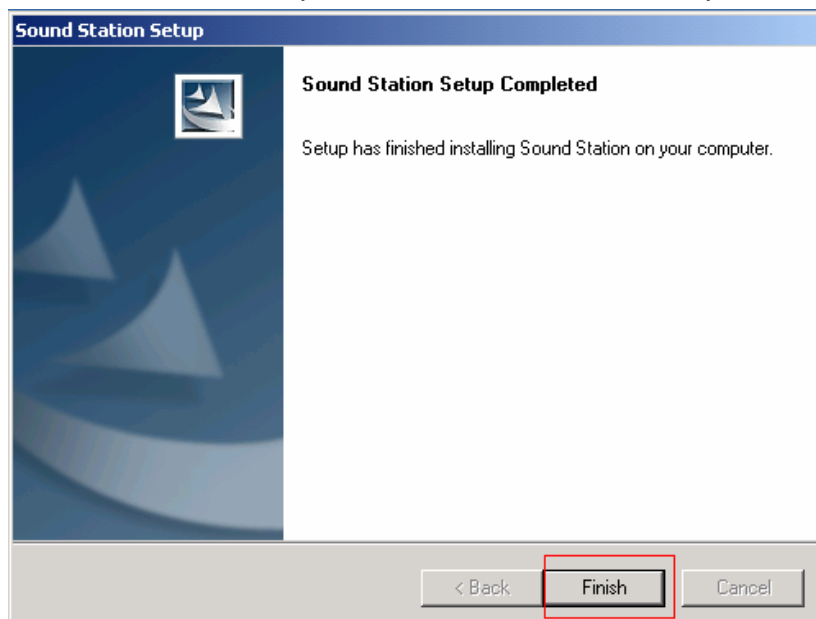 Sound Station Setup
Sound Station Setup Completed
Setup has finished installing Sound Station on your computer.
< Back Finish Cancel